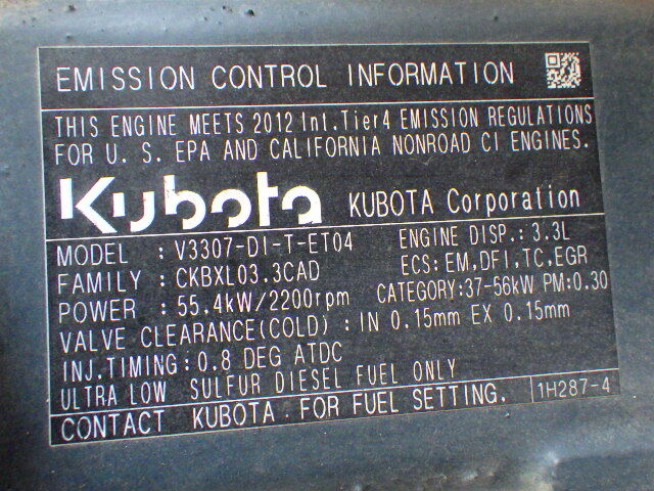 EMISSION CONTROL INFORMATION
THIS ENGINE MEETS 2012 Int.Tier4 EMISSION REGULATIONS
FOR U. S. EPA AND CALIFORNIA NONROAD CI ENGINES.
Kubota KUBOTA Corporation
MODEL : V3307-DI-T-ET04 ENGINE DISP.: 3.3L
FAMILY : CKBXL03.3CAD ECS: EM,DFI,TC,EGR
POWER : 55.4kW/2200rpm CATEGORY:37-56kW PM:0.30
VALVE CLEARANCE(COLD) : IN 0.15mm EX 0.15mm
INJ.TIMING: 0.8 DEG ATDC
ULTRA LOW SULFUR DIESEL FUEL ONLY
CONTACT KUBOTA FOR FUEL SETTING. 1H287-4